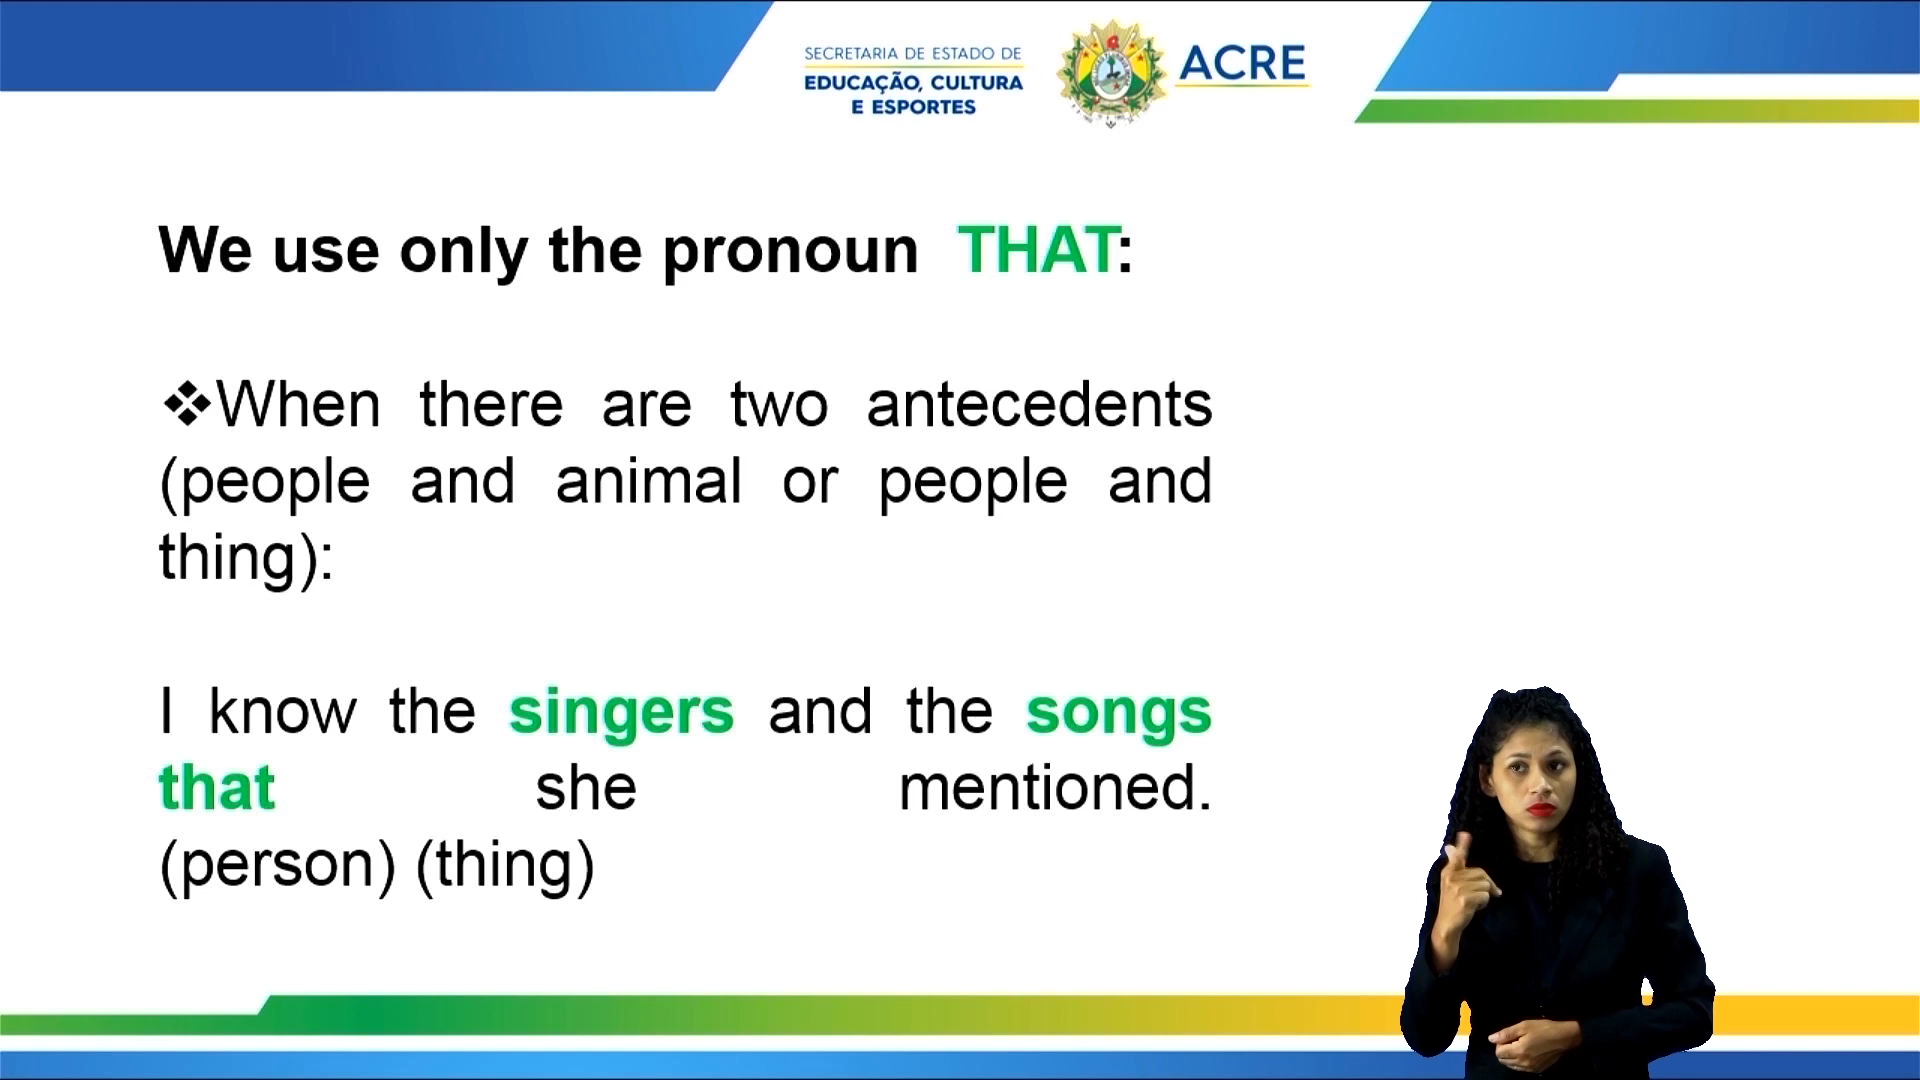 SECRETARIA DE ESTADO DE
EDUCAÇÃO, CULTURA
E ESPORTES
ACRE
We use only the pronoun THAT:
❖When there are two antecedents
(people and animal or people and
thing):
I know the singers and the songs
that she mentioned.
(person) (thing)